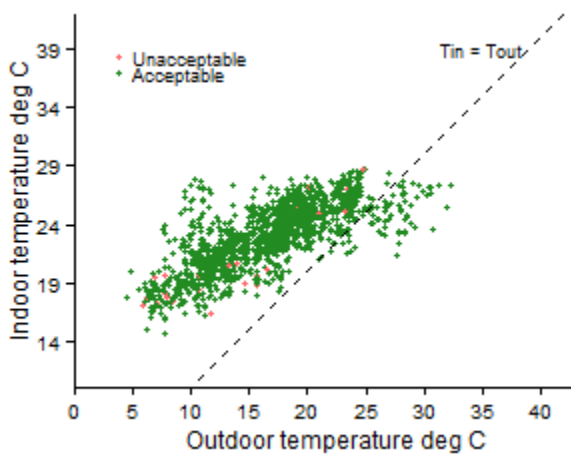 39
34
29
24
19
14
Indoor temperature deg C
Unacceptable
Acceptable
Tin = Tout
0 5 10 15 20 25 30 35 40
Outdoor temperature deg C